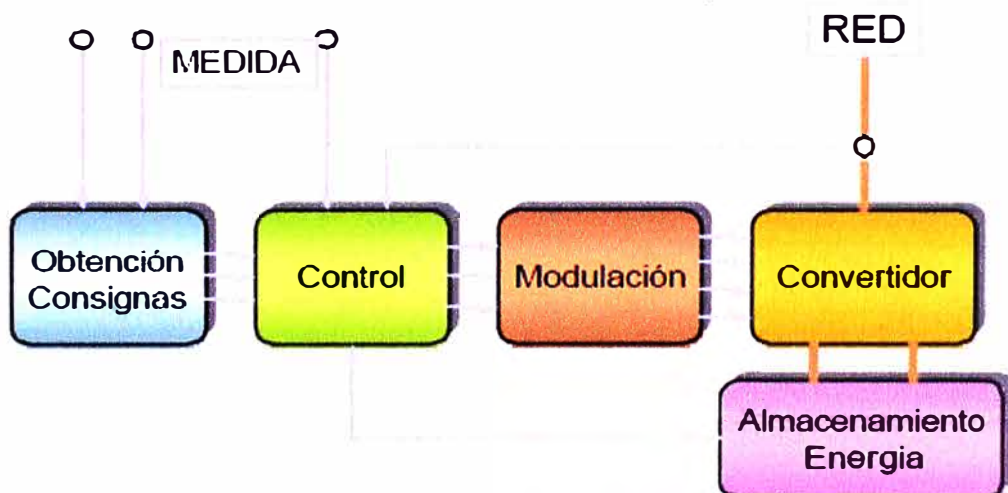 MEDIDA
RED
Obtención
Consignas
Control
Modulación
Convertidor
Almacenamiento
Energia